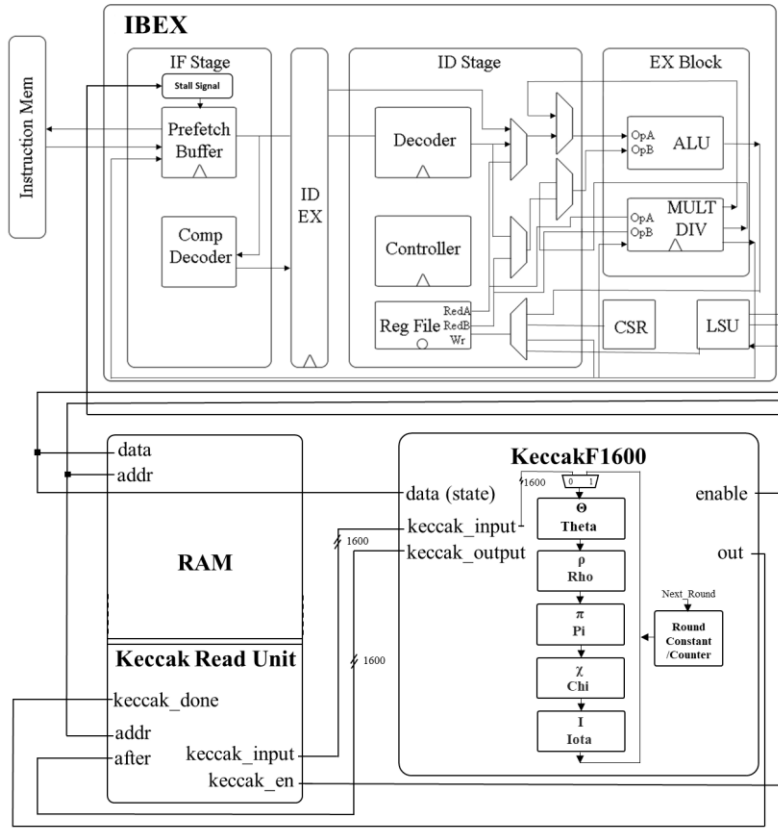 IBEX
IF Stage
ID Stage
EX Block
Instruction Mem
Stall Signal
Prefetch
Buffer
Comp
Decoder
ID
EX
Decoder
Controller
Reg File
RedA
RedB
Wr
OpA
OpB
ALU
OpA
OpB
MULT
DIV
CSR
LSU
data
addr
RAM
Keccak Read Unit
keccak_done
addr
after
keccak_input
keccak_en
1600
1600
KeccakF1600
data (state)
keccak_input
keccak_output
enable
out
1600
0 1
Θ
Theta
ρ
Rho
π
Pi
χ
Chi
I
Iota
Next_Round
Round
Constant
/Counter